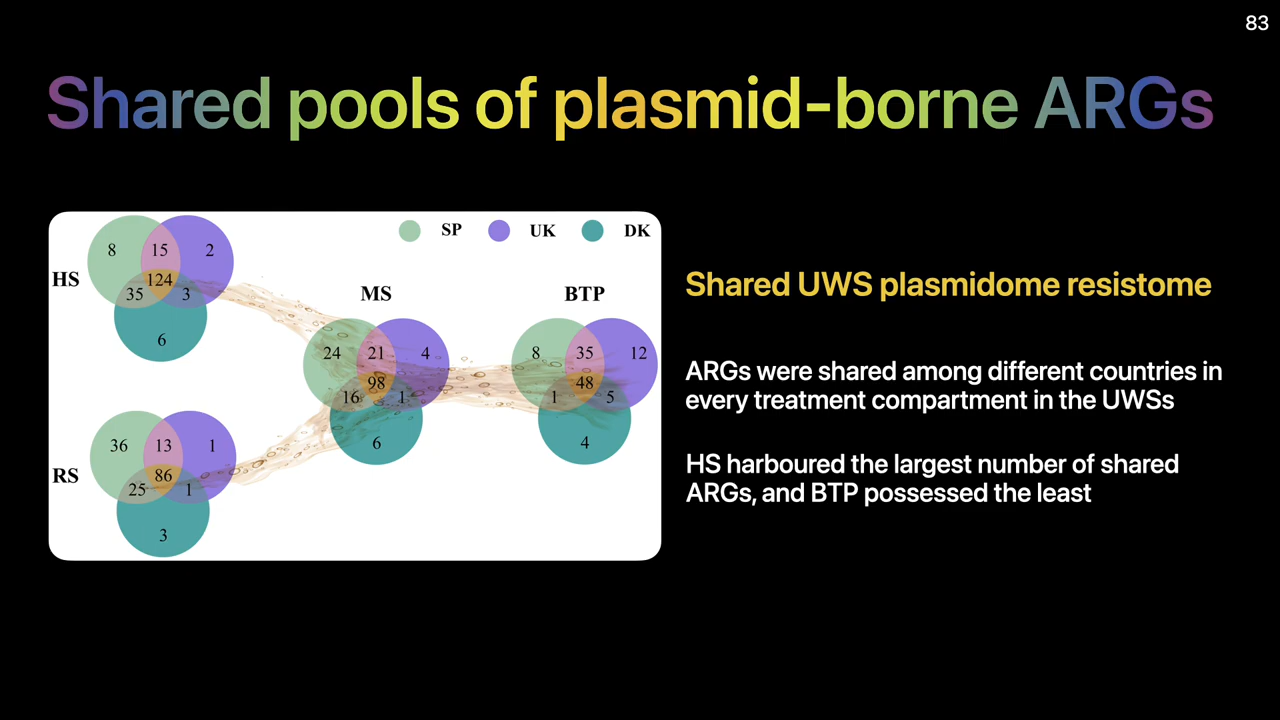 83
Shared pools of plasmid-borne ARGs
SP UK DK
8 15 2
HS
124
35 3
6
MS
BTP
24 21 4
98
16 1
6
8 35 12
48
1 5
4
36 13 1
RS
86
25 1
3
Shared UWS plasmidome resistome
ARGs were shared among different countries in
every treatment compartment in the UWSs
HS harboured the largest number of shared
ARGs, and BTP possessed the least